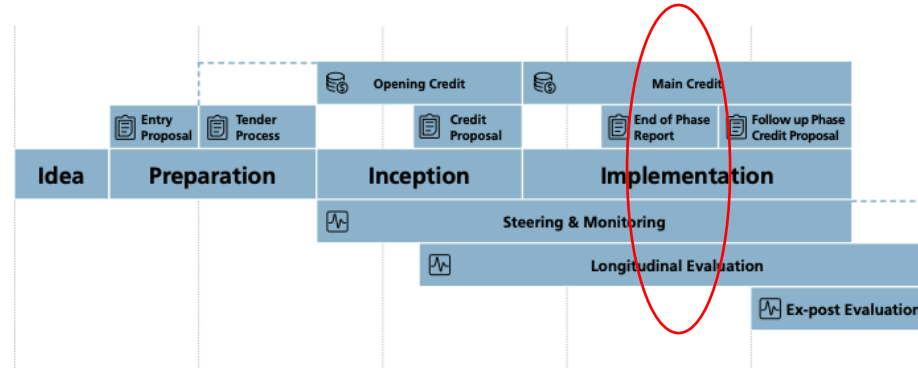 Opening Credit
Main Credit
Entry
Proposal
Tender
Process
Credit
Proposal
End of Phase
Report
Follow up Phase
Credit Proposal
Idea
Preparation
Inception
Implementation
Steering & Monitoring
Longitudinal Evaluation
Ex-post Evaluation